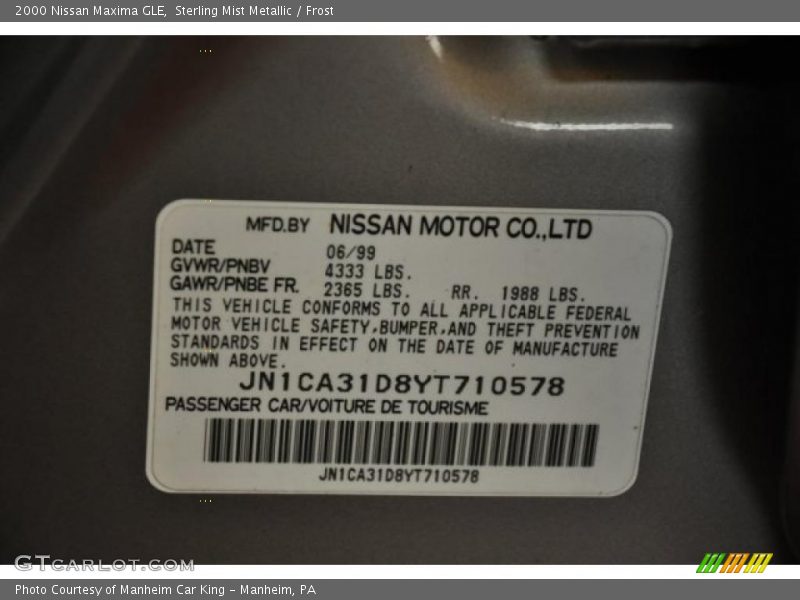 2000 Nissan Maxima GLE, Sterling Mist Metallic / Frost
MFD.BY NISSAN MOTOR CO.,LTD
DATE 06/99
GVWR/PNBV 4333 LBS.
GAWR/PNBE FR. 2365 LBS. RR. 1988 LBS.
THIS VEHICLE CONFORMS TO ALL APPLICABLE FEDERAL
MOTOR VEHICLE SAFETY,BUMPER,AND THEFT PREVENTION
STANDARDS IN EFFECT ON THE DATE OF MANUFACTURE
SHOWN ABOVE.
JN1CA31D8YT710578
PASSENGER CAR/VOITURE DE TOURISME
JN1CA31D8YT710578
GTCARLOT.COM
Photo Courtesy of Manheim Car King - Manheim, PA